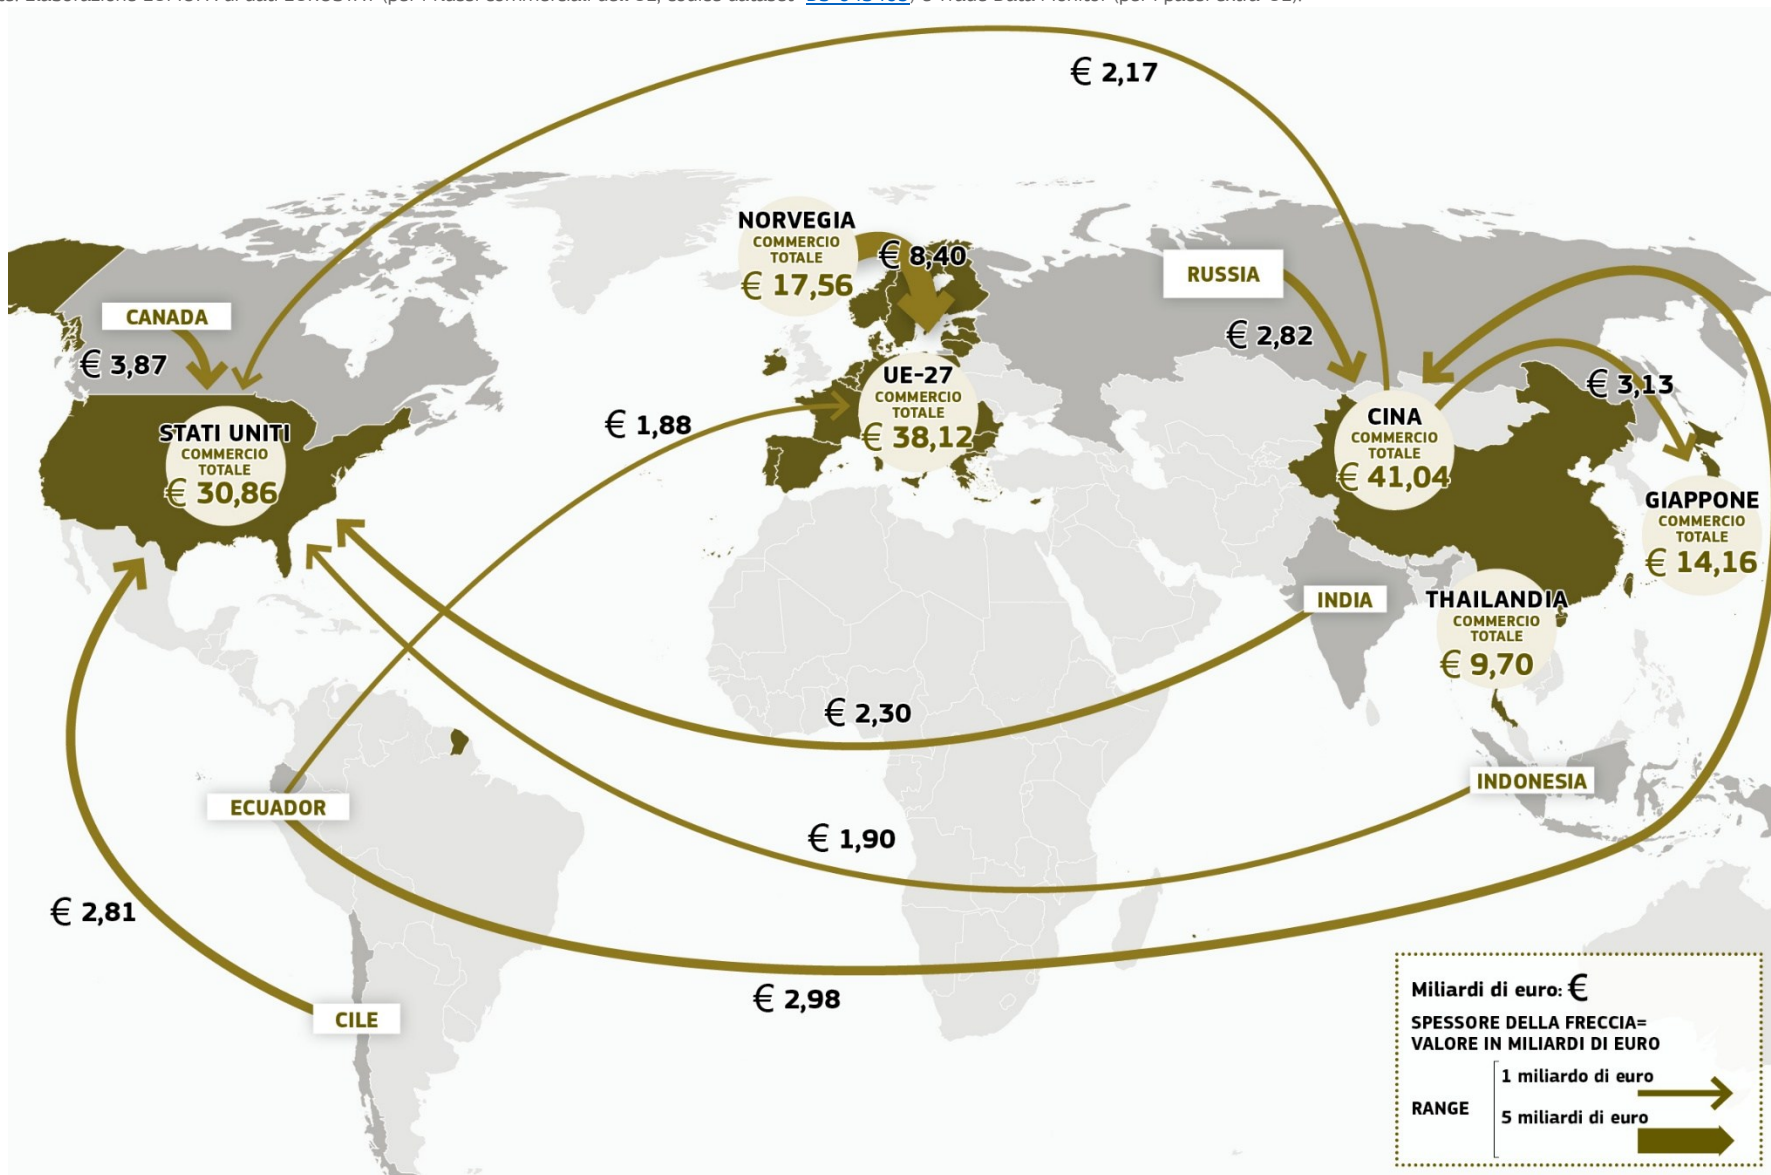 € 2,17
NORVEGIA
COMMERCIO
TOTALE
€ 17,56
€ 8,40
RUSSIA
€ 2,82
CANADA
€ 3,87
STATI UNITI
COMMERCIO
TOTALE
€ 30,86
€ 1,88
UE-27
COMMERCIO
TOTALE
€ 38,12
CINA
COMMERCIO
TOTALE
€ 41,04
€ 3,13
GIAPPONE
COMMERCIO
TOTALE
€ 14,16
INDIA
THAILANDIA
COMMERCIO
TOTALE
€ 9,70
€ 2,30
INDONESIA
ECUADOR
€ 1,90
€ 2,81
€ 2,98
CILE
Miliardi di euro: €
SPESSORE DELLA FRECCIA=
VALORE IN MILIARDI DI EURO
RANGE
1 miliardo di euro
5 miliardi di euro